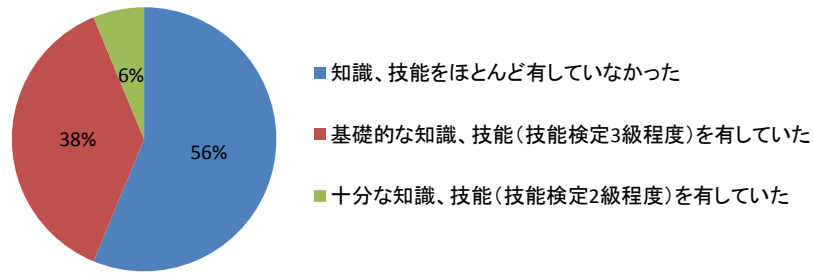 6%
38%
56%
知識、技能をほとんど有していなかった
基礎的な知識、技能（技能検定3級程度）を有していた
十分な知識、技能（技能検定2級程度）を有していた